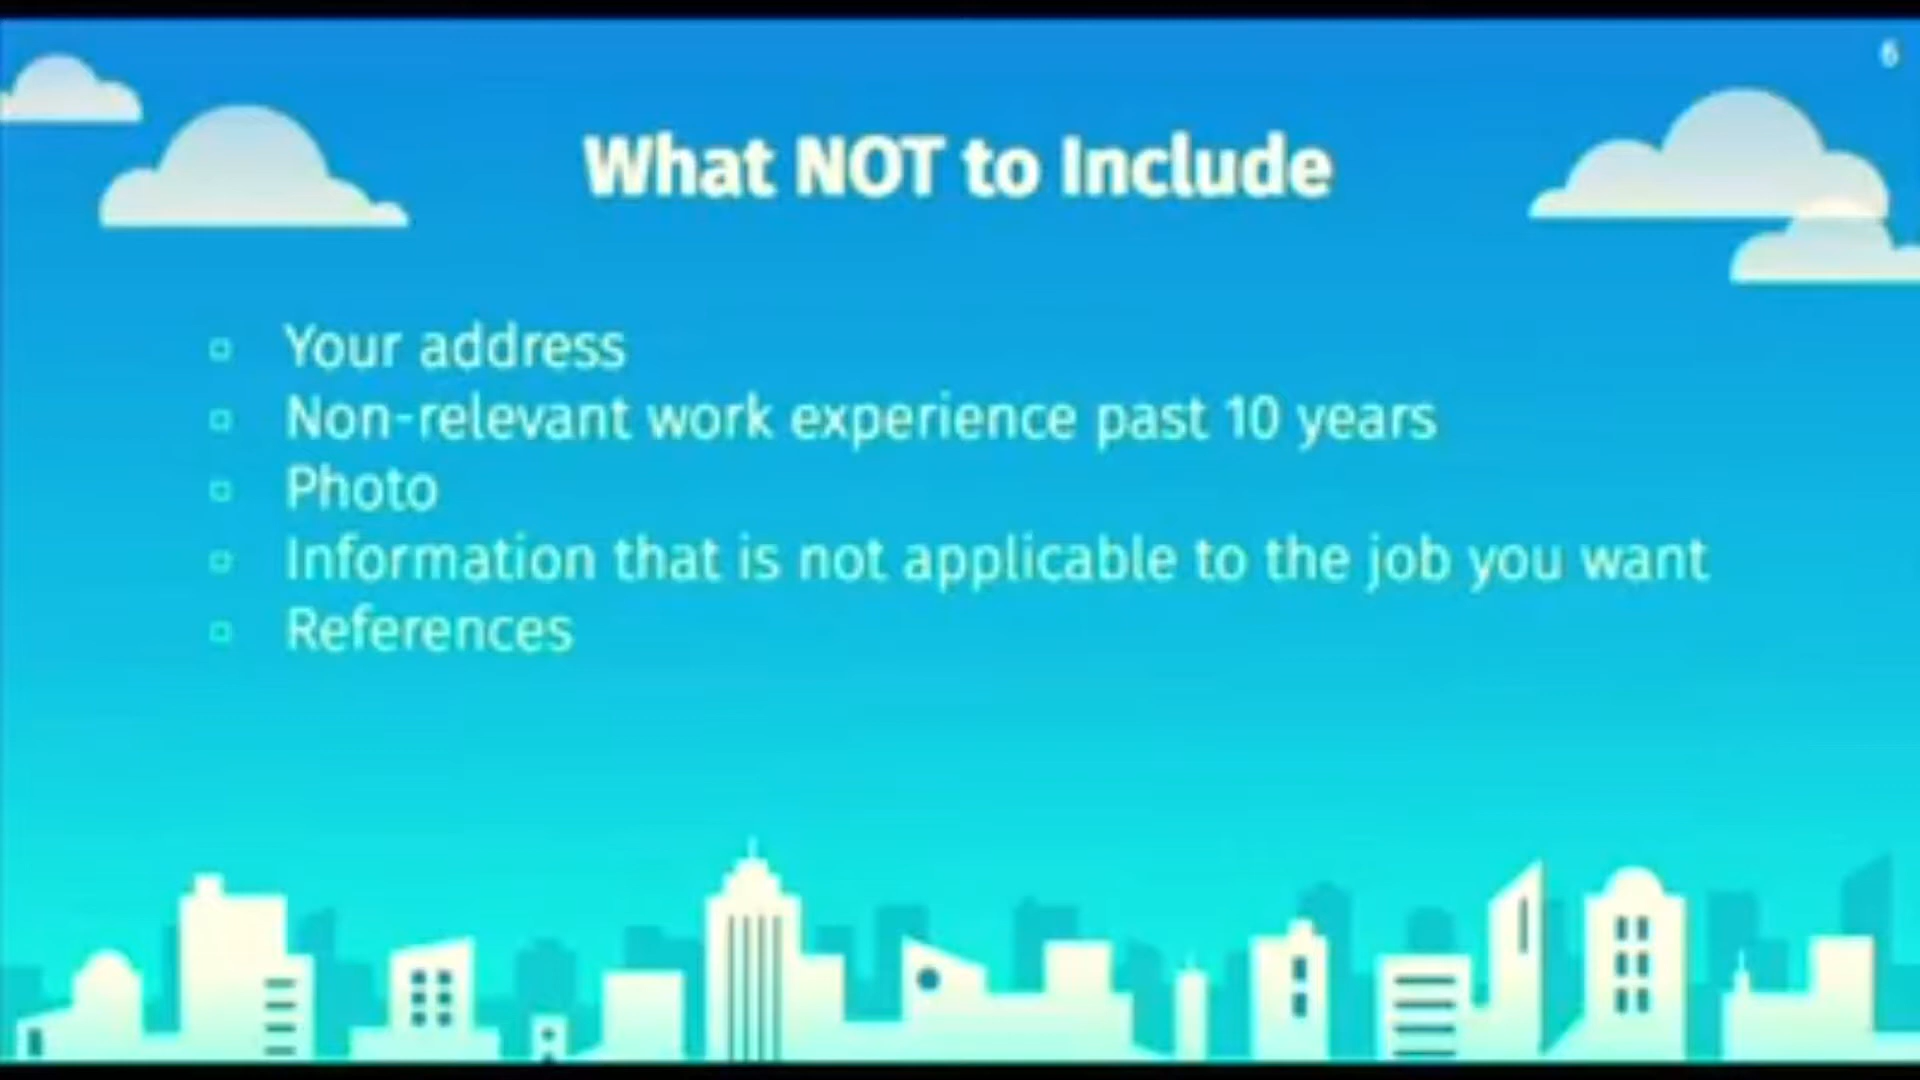 6
What NOT to Include
Your address
Non-relevant work experience past 10 years
Photo
Information that is not applicable to the job you want
References